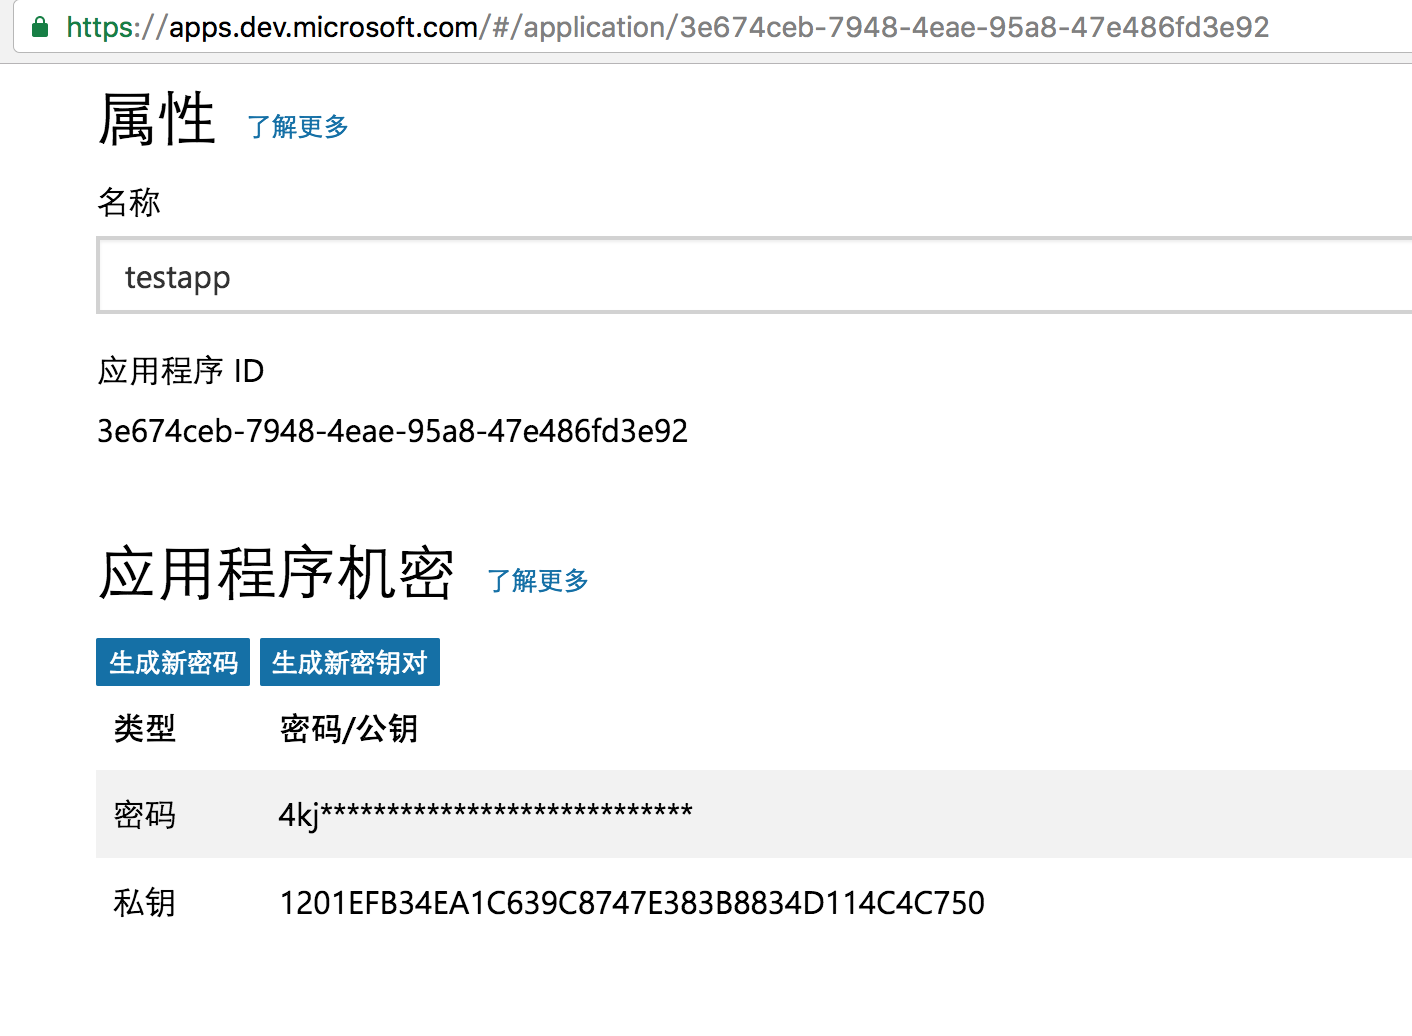 https://apps.dev.microsoft.com/#/application/3e674ceb-7948-4eae-95a8-47e486fd3e92
属性 了解更多
名称
testapp
应用程序 ID
3e674ceb-7948-4eae-95a8-47e486fd3e92
应用程序机密 了解更多
生成新密码 生成新密钥对
类型 密码/公钥
密码 4kj****************************
私钥 1201EFB34EA1C639C8747E383B8834D114C4C750